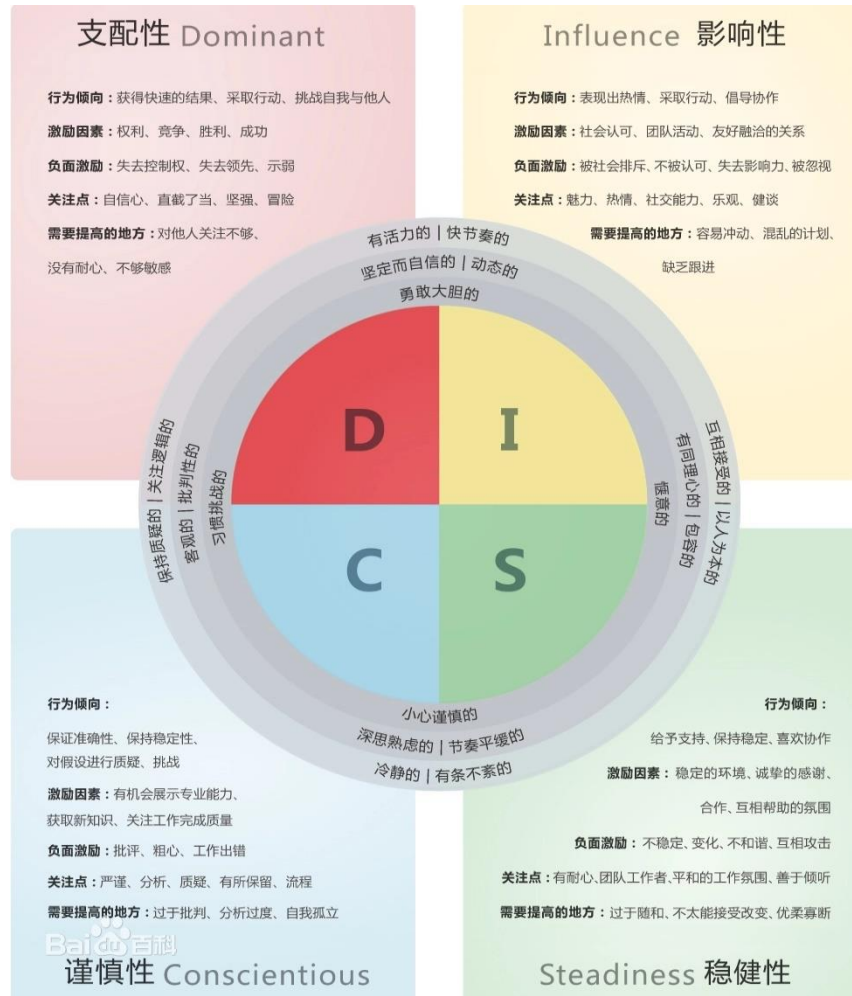 支配性 Dominant
行为倾向：获得快速的结果、采取行动、挑战自我与他人
激励因素：权利、竞争、胜利、成功
负面激励：失去控制权、失去领先、示弱
关注点：自信心、直截了当、坚强、冒险
需要提高的地方：对他人关注不够、
没有耐心、不够敏感
Influence 影响性
行为倾向：表现出热情、采取行动、倡导协作
激励因素：社会认可、团队活动、友好融洽的关系
负面激励：被社会排斥、不被认可、失去影响力、被忽视
关注点：魅力、热情、社交能力、乐观、健谈
需要提高的地方：容易冲动、混乱的计划、
缺乏跟进
有活力的 | 快节奏的
坚定而自信的 | 动态的
勇敢大胆的
保持质疑的 | 关注逻辑的
客观的 | 批判性的
习惯挑战的
互相接受的 | 以人为本的
有同理心的 | 包容的
惬意的
D
I
C
S
小心谨慎的
深思熟虑的 | 节奏平缓的
冷静的 | 有条不紊的
行为倾向：
保证准确性、保持稳定性、
对假设进行质疑、挑战
激励因素：有机会展示专业能力、
获取新知识、关注工作完成质量
负面激励：批评、粗心、工作出错
关注点：严谨、分析、质疑、有所保留、流程
需要提高的地方：过于批判、分析过度、自我孤立
Bai百科
谨慎性 Conscientious
行为倾向：
给予支持、保持稳定、喜欢协作
激励因素：稳定的环境、诚挚的感谢、
合作、互相帮助的氛围
负面激励：不稳定、变化、不和谐、互相攻击
关注点：有耐心、团队工作者、平和的工作氛围、善于倾听
需要提高的地方：过于随和、不太能接受改变、优柔寡断
Steadiness 稳健性